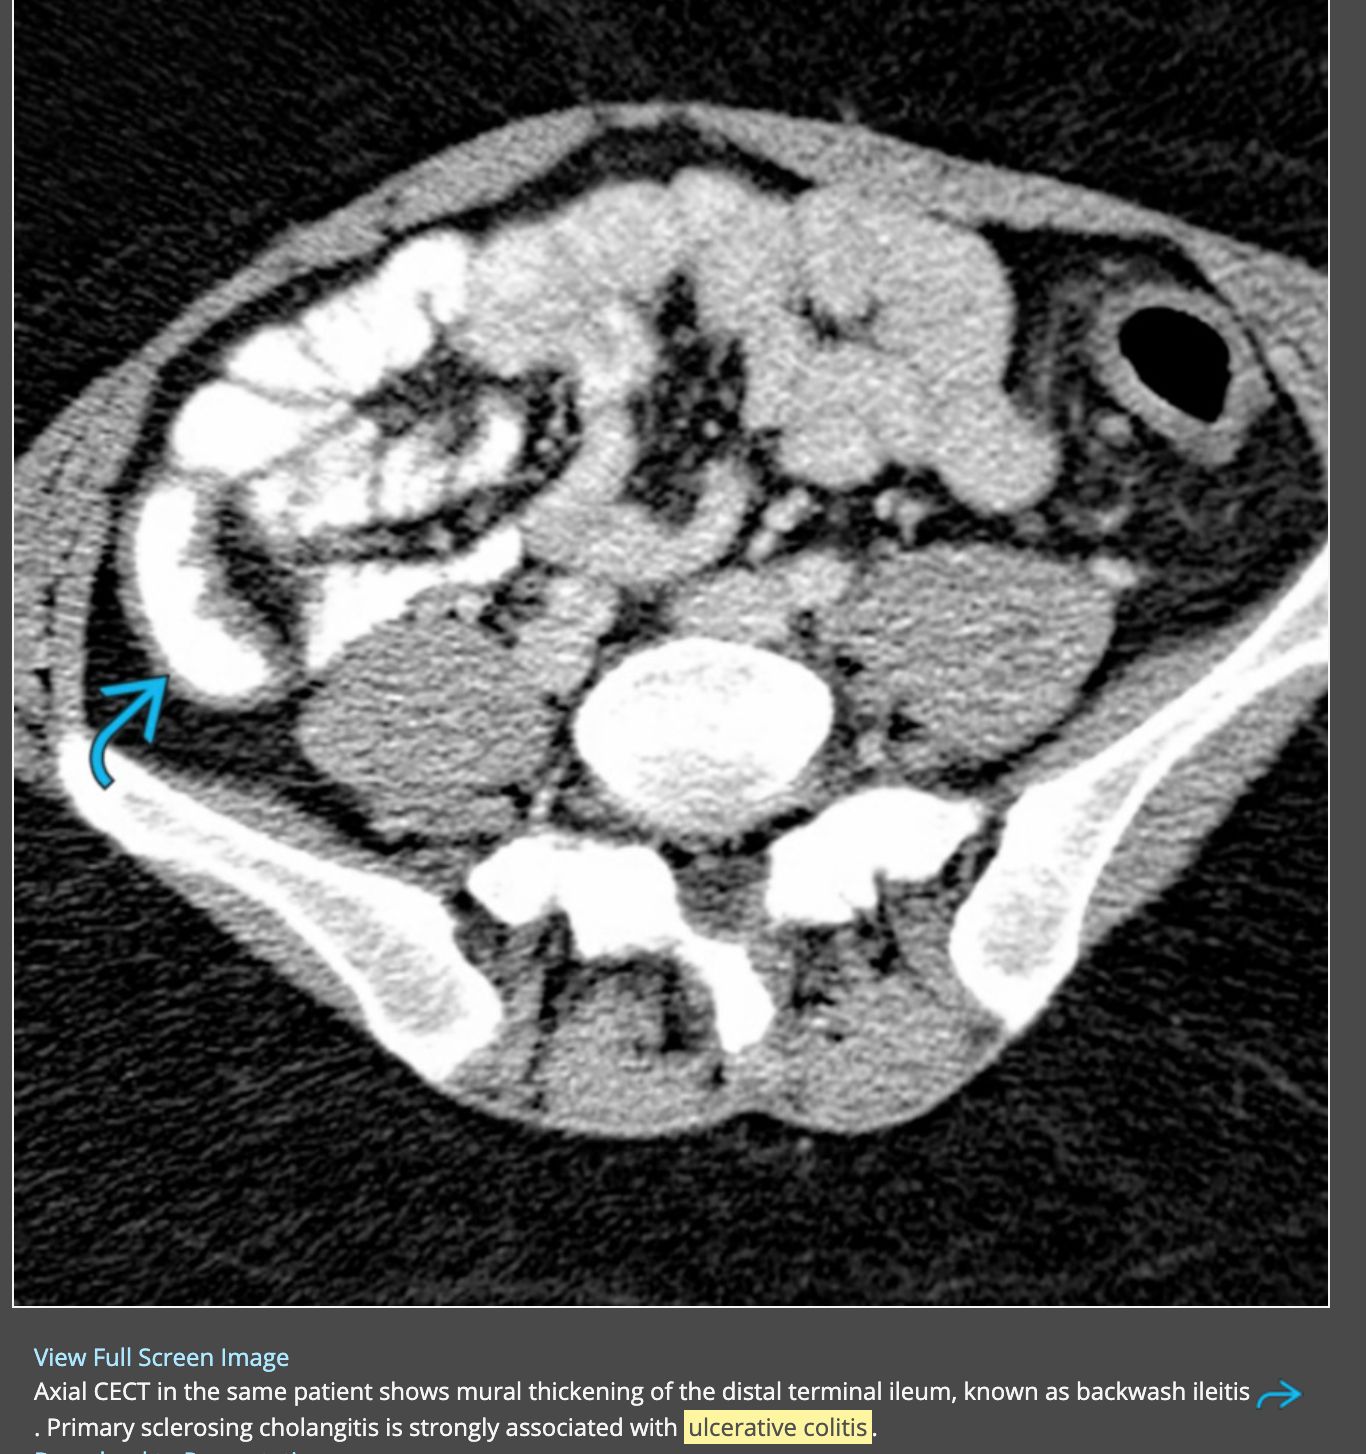 View Full Screen Image
Axial CECT in the same patient shows mural thickening of the distal terminal ileum, known as backwash ileitis
. Primary sclerosing cholangitis is strongly associated with ulcerative colitis.